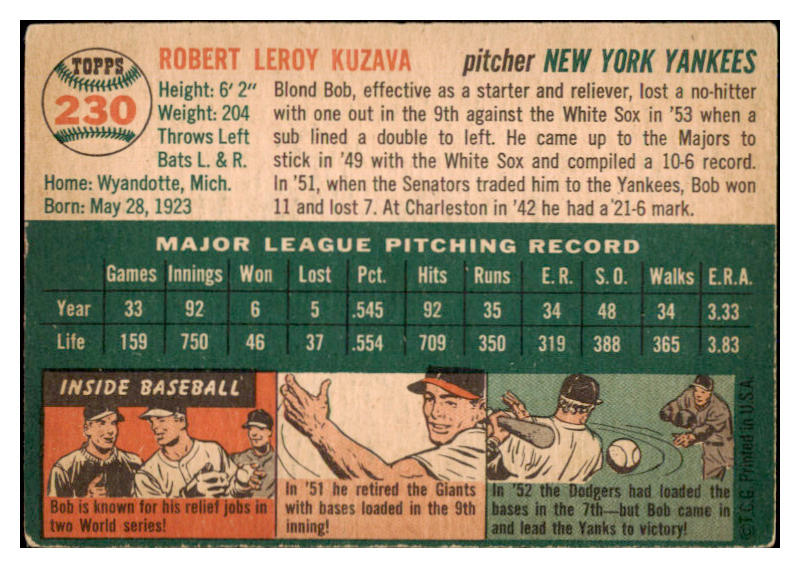 TOPPS
230
ROBERT LEROY KUZAVA
pitcher NEW YORK YANKEES
Height: 6' 2"
Weight: 204
Throws Left
Bats L. & R.
Home: Wyandotte, Mich.
Born: May 28, 1923
Blond Bob, effective as a starter and reliever, lost a no-hitter
with one out in the 9th against the White Sox in '53 when a
sub lined a double to left. He came up to the Majors to
stick in '49 with the White Sox and compiled a 10-6 record.
In '51, when the Senators traded him to the Yankees, Bob won
11 and lost 7. At Charleston in '42 he had a 21-6 mark.
MAJOR LEAGUE PITCHING RECORD
Games Innings Won Lost Pct. Hits Runs E.R. S.O. Walks E.R.A.
Year 33 92 6 5 .545 92 35 34 48 34 3.33
Life 159 750 46 37 .554 709 350 319 388 365 3.83
INSIDE BASEBALL
Bob is known for his relief jobs in
two World series!
In '51 he retired the Giants
with bases loaded in the 9th
inning!
In '52 the Dodgers had loaded the
bases in the 7th—but Bob came in
and lead the Yanks to victory!
© T.C.G. Printed in U.S.A.